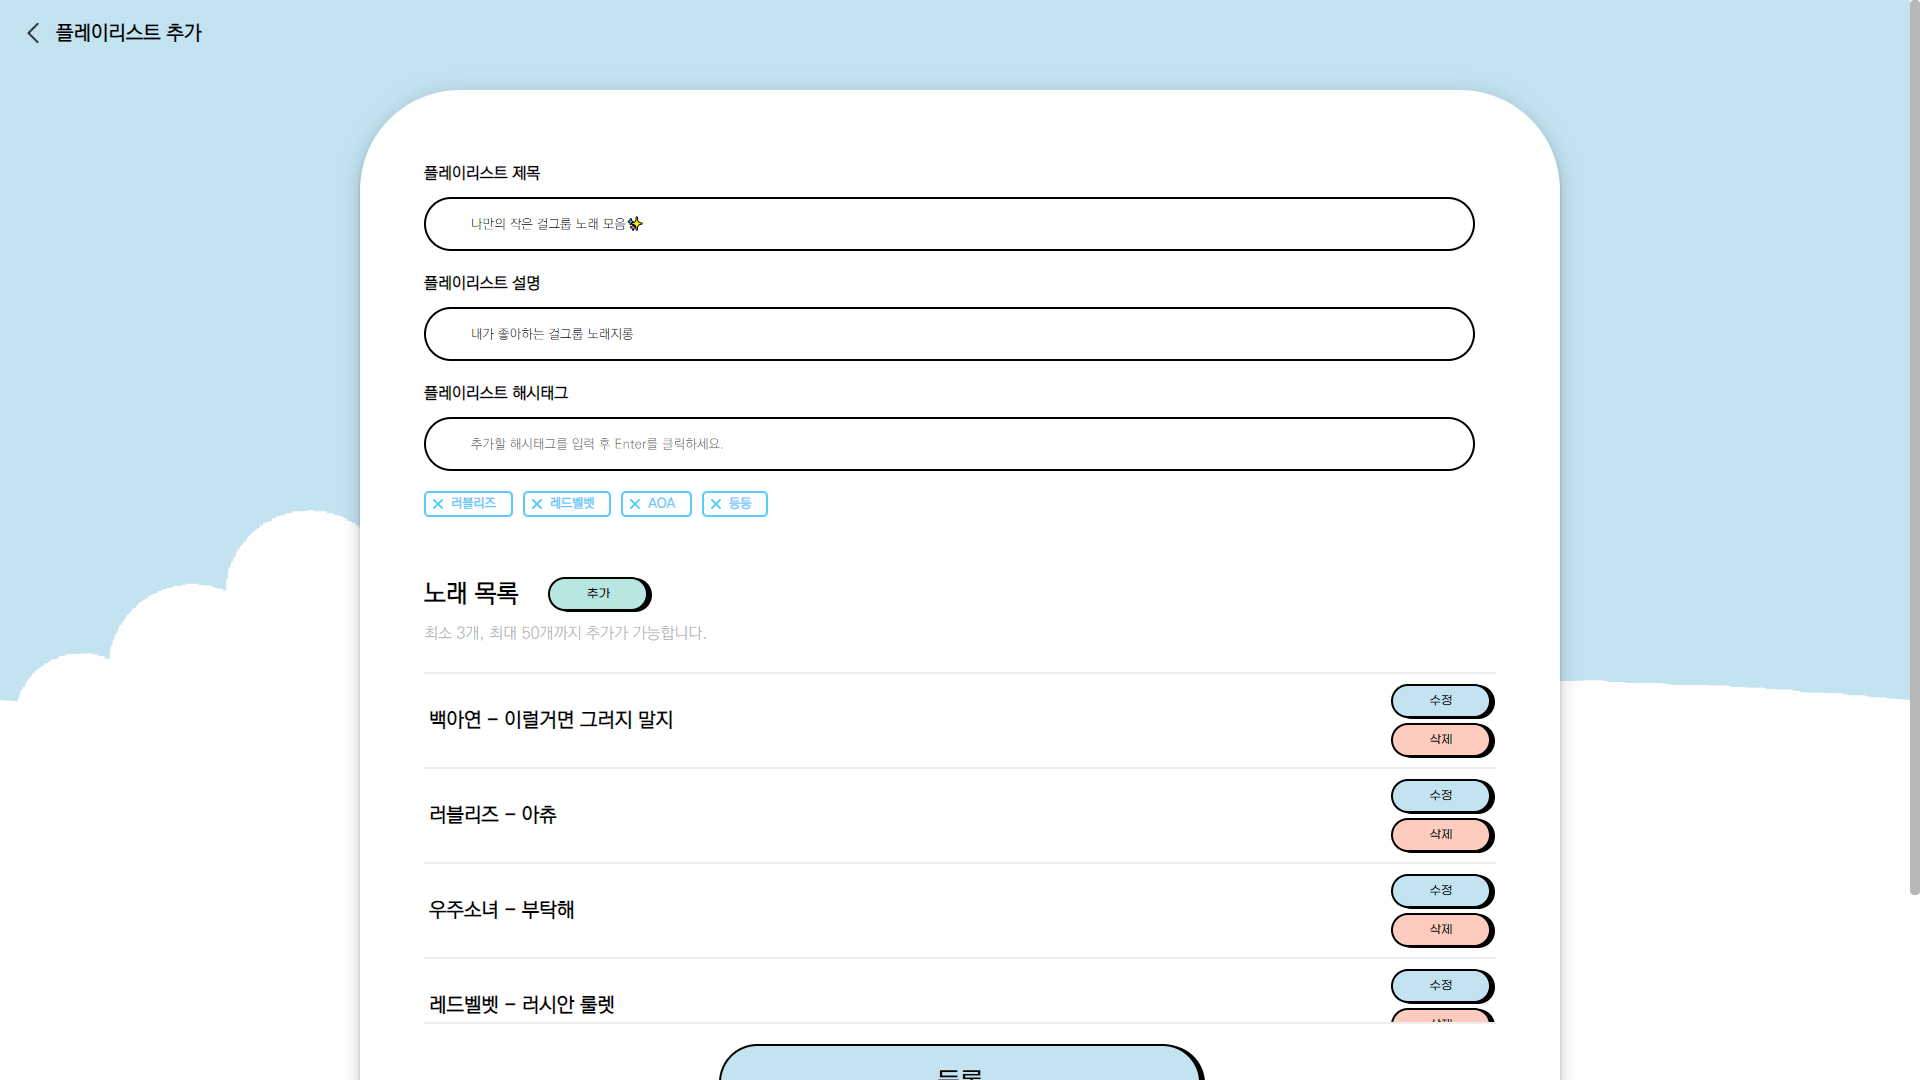 플레이리스트 추가
플레이리스트 제목
나만의 작은 걸그룹 노래 모음✨
플레이리스트 설명
내가 좋아하는 걸그룹 노래지롱
플레이리스트 해시태그
추가할 해시태그를 입력 후 Enter를 클릭하세요.
러블리즈 레드벨벳 AOA 등등
노래 목록 추가
최소 3개, 최대 50개까지 추가가 가능합니다.
수정
백아연 - 이럴거면 그러지 말지
삭제
수정
러블리즈 - 아츄
삭제
수정
우주소녀 - 부탁해
삭제
수정
레드벨벳 - 러시안 룰렛
삭제
등록